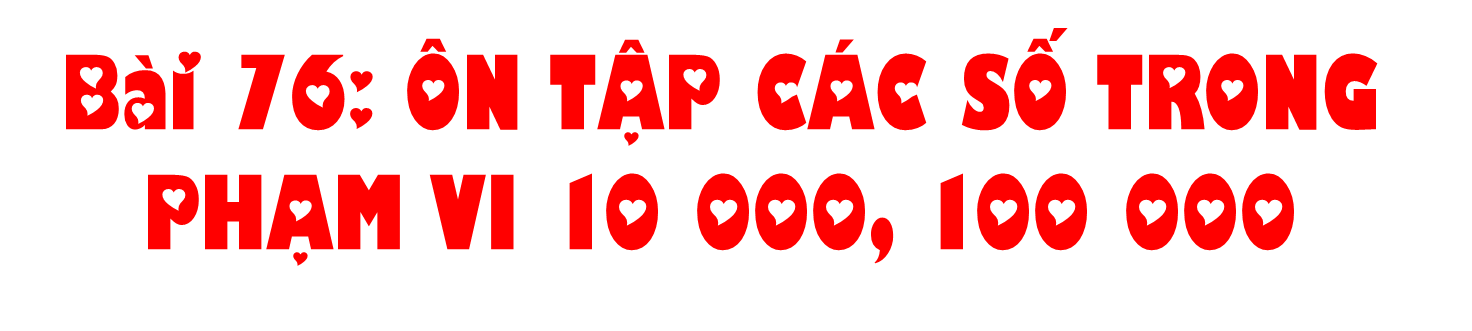 Bài 76: ÔN TẬP CÁC SỐ TRONG
PHẠM VI 10 000, 100 000